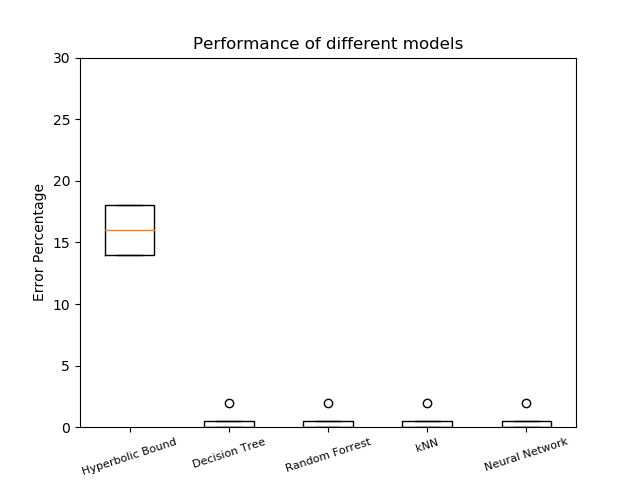 Performance of different models
Error Percentage
30
25
20
15
10
5
0
Hyperbolic Bound
Decision Tree
Random Forrest
kNN
Neural Network